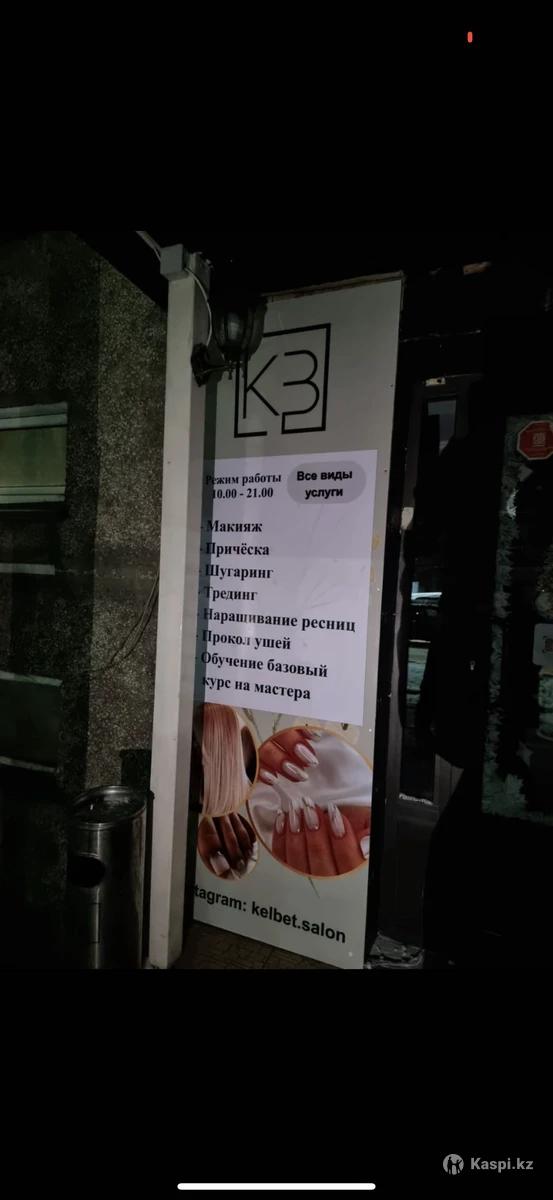 КВ
Режим работы
10.00 - 21.00
Все виды
услуги
- Макияж
- Причёска
- Шугаринг
- Трединг
- Наращивание ресниц
- Прокол ушей
- Обучение базовый
курс на мастера
tagram: kelbet.salon
Kaspi.kz